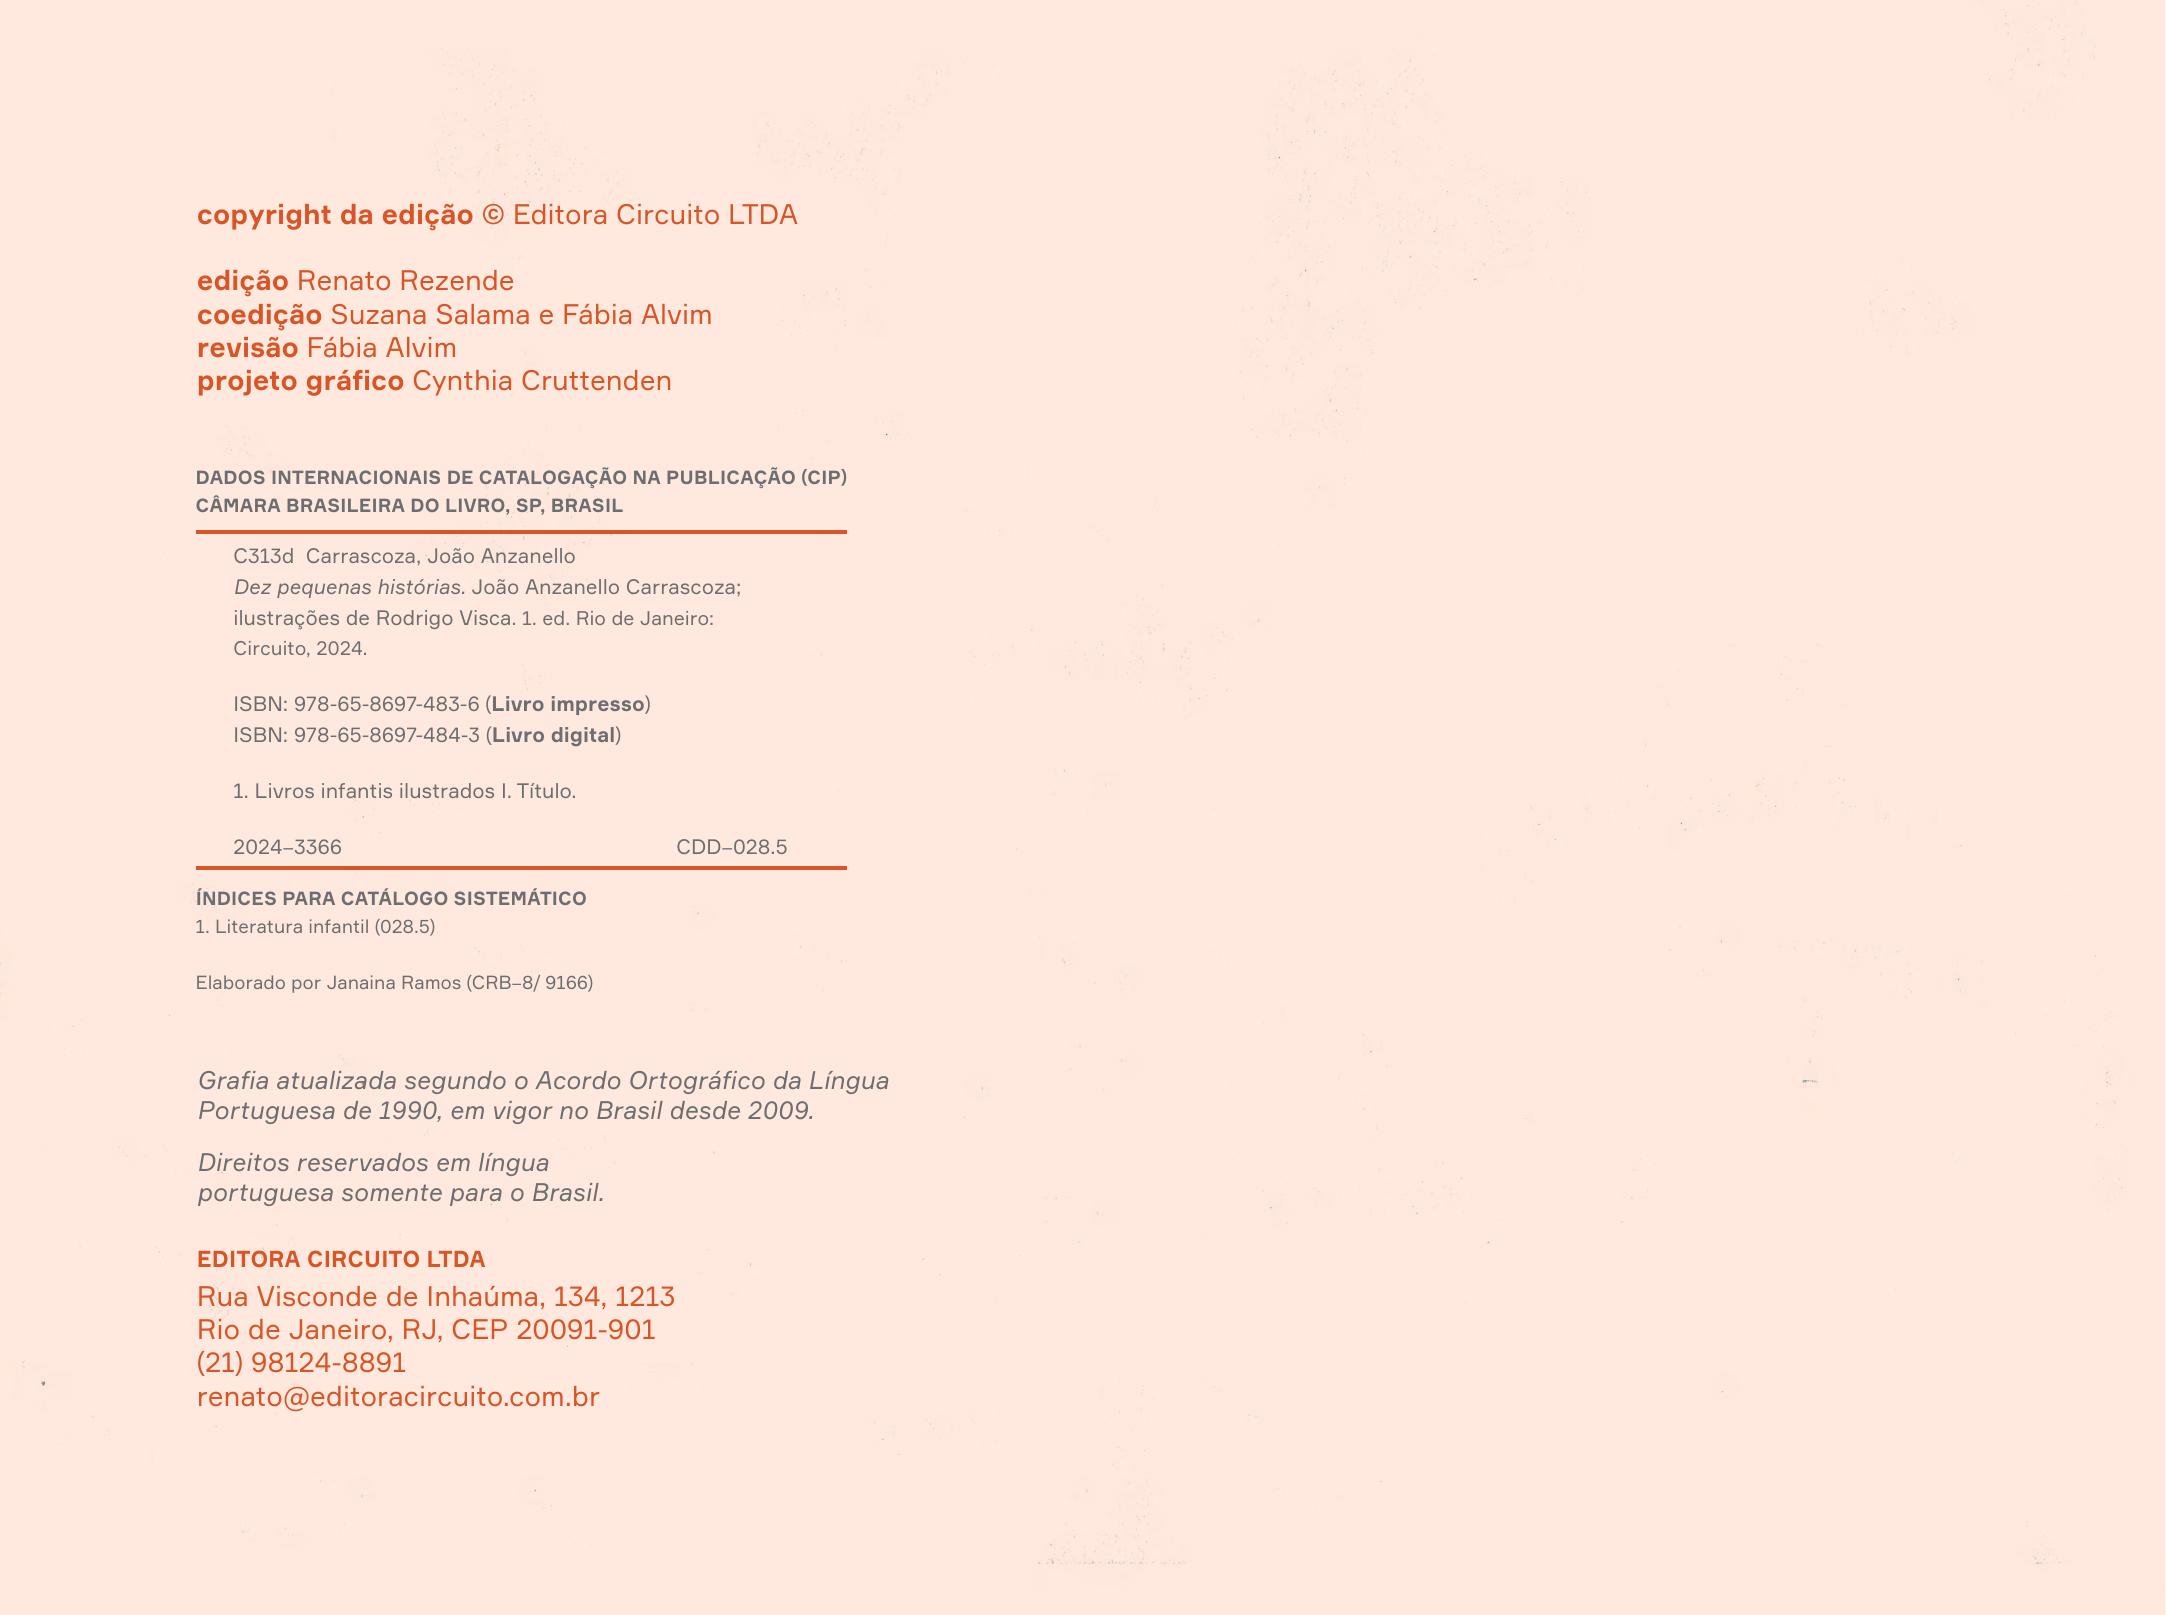 copyright da edição © Editora Circuito LTDA
edição Renato Rezende
coedição Suzana Salama e Fábia Alvim
revisão Fábia Alvim
projeto gráfico Cynthia Cruttenden
DADOS INTERNACIONAIS DE CATALOGAÇÃO NA PUBLICAÇÃO (CIP)
CÂMARA BRASILEIRA DO LIVRO, SP, BRASIL
C313d Carrascoza, João Anzanello
Dez pequenas histórias. João Anzanello Carrascoza;
ilustrações de Rodrigo Visca. 1. ed. Rio de Janeiro:
Circuito, 2024.
ISBN: 978-65-8697-483-6 (Livro impresso)
ISBN: 978-65-8697-484-3 (Livro digital)
1. Livros infantis ilustrados I. Título.
2024–3366 CDD–028.5
ÍNDICES PARA CATÁLOGO SISTEMÁTICO
1. Literatura infantil (028.5)
Elaborado por Janaina Ramos (CRB–8/ 9166)
Grafia atualizada segundo o Acordo Ortográfico da Língua
Portuguesa de 1990, em vigor no Brasil desde 2009.
Direitos reservados em língua
portuguesa somente para o Brasil.
EDITORA CIRCUITO LTDA
Rua Visconde de Inhaúma, 134, 1213
Rio de Janeiro, RJ, CEP 20091-901
(21) 98124-8891
renato@editoracircuito.com.br